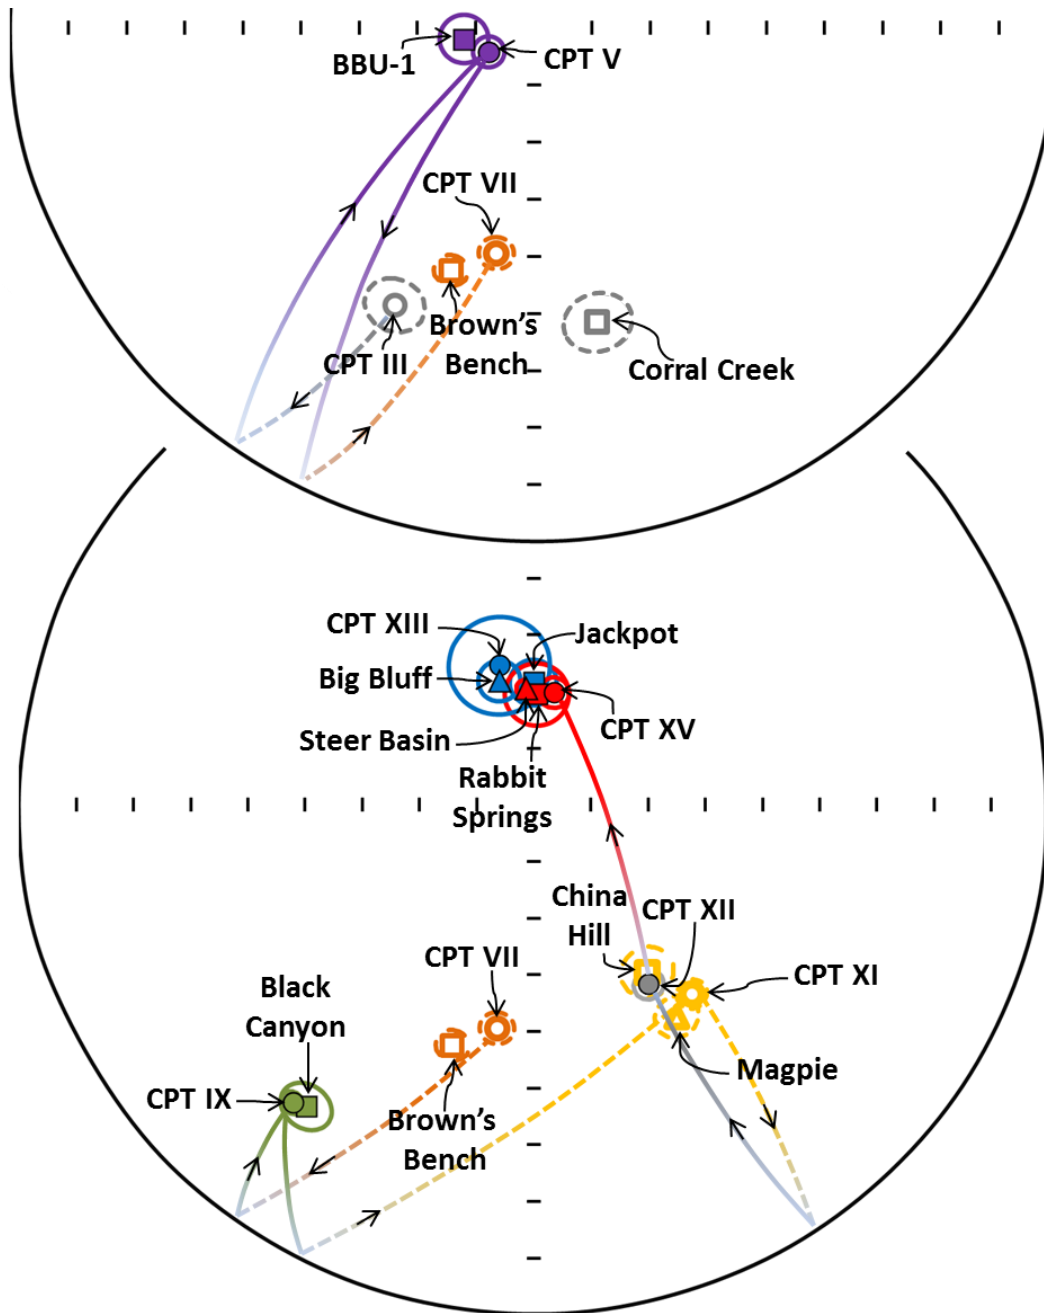 BBU-1
CPT V
CPT VII
Brown's
Bench
CPT III
Corral Creek
CPT XIII
Jackpot
Big Bluff
CPT XV
Steer Basin
Rabbit
Springs
China
Hill
CPT XII
CPT VII
CPT XI
Black
Canyon
Magpie
CPT IX
Brown's
Bench